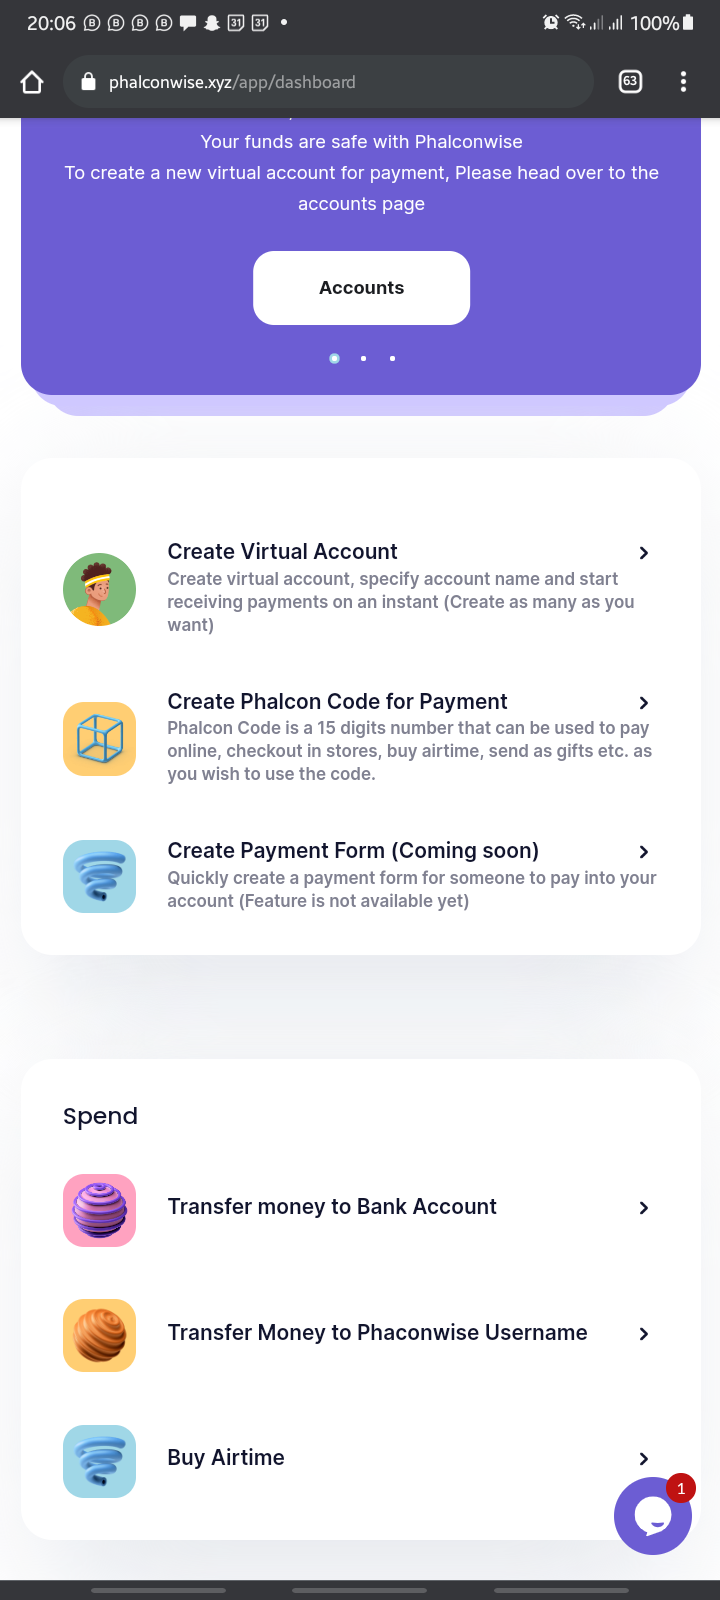 20:06
31
31
100%
phalconwise.xyz/app/dashboard
63
Your funds are safe with Phalconwise
To create a new virtual account for payment, Please head over to the
accounts page
Accounts
Create Virtual Account
Create virtual account, specify account name and start
receiving payments on an instant (Create as many as you
want)
Create Phalcon Code for Payment
Phalcon Code is a 15 digits number that can be used to pay
online, checkout in stores, buy airtime, send as gifts etc. as
you wish to use the code.
Create Payment Form (Coming soon)
Quickly create a payment form for someone to pay into your
account (Feature is not available yet)
Spend
Transfer money to Bank Account
Transfer Money to Phaconwise Username
Buy Airtime
1